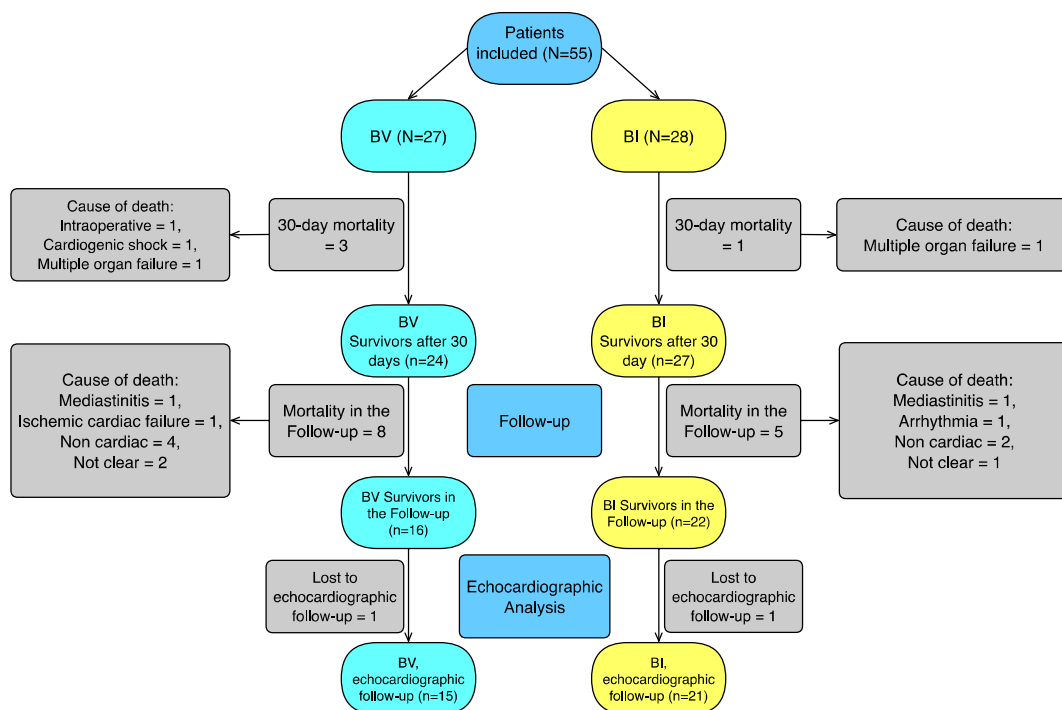 Patients
included (N=55)
BV (N=27)
BI (N=28)
Cause of death:
Intraoperative = 1,
Cardiogenic shock = 1,
Multiple organ failure = 1
30-day mortality
= 3
30-day mortality
= 1
Cause of death:
Multiple organ failure = 1
BV
Survivors after 30
days (n=24)
BI
Survivors after 30
day (n=27)
Cause of death:
Mediastinitis = 1,
Ischemic cardiac failure = 1,
Non cardiac = 4,
Not clear = 2
Mortality in the
Follow-up = 8
Follow-up
Mortality in the
Follow-up = 5
Cause of death:
Mediastinitis = 1,
Arrhythmia = 1,
Non cardiac = 2,
Not clear = 1
BV Survivors in
the Follow-up
(n=16)
BI Survivors in the
Follow-up (n=22)
Lost to
echocardiographic
follow-up = 1
Echocardiographic
Analysis
Lost to
echocardiographic
follow-up = 1
BV,
echocardiographic
follow-up (n=15)
BI,
echocardiographic
follow-up (n=21)